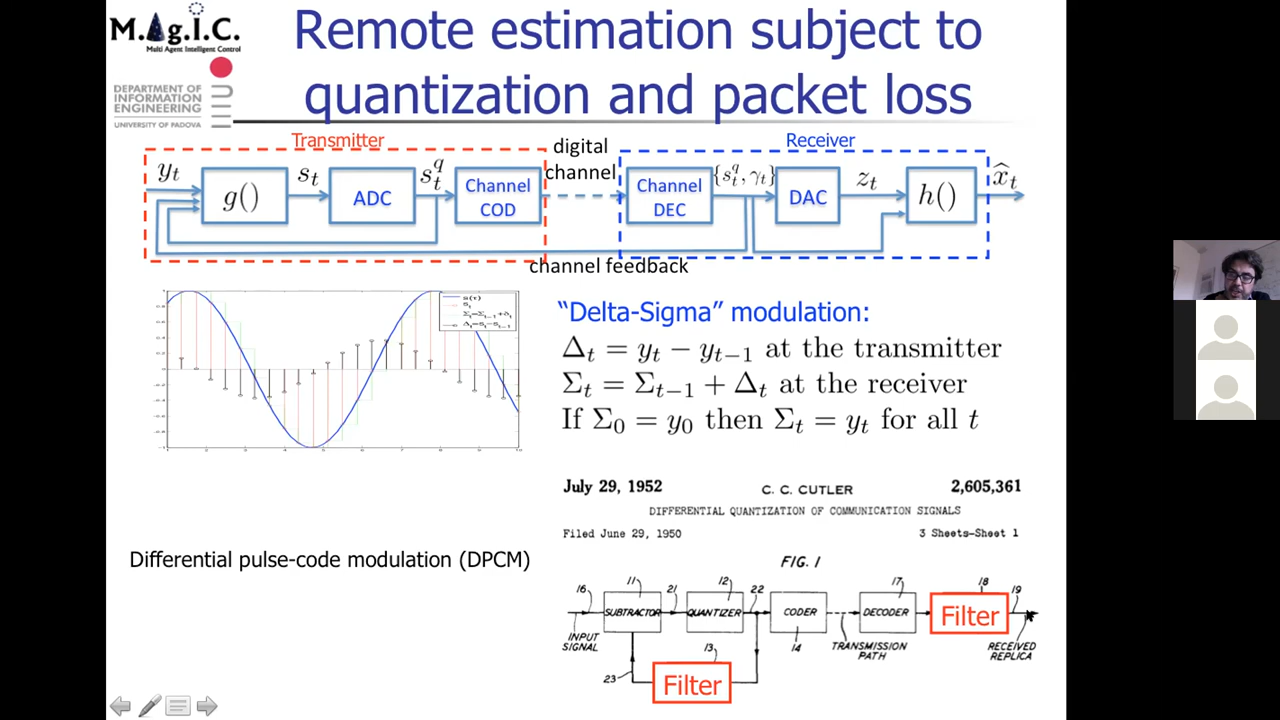 M.A.g.I.C.
Multi Agent Intelligent Control
DEPARTMENT OF
INFORMATION
ENGINEERING
UNIVERSITY OF PADOVA
Remote estimation subject to
quantization and packet loss
Transmitter
digital
channel
Receiver
y_t
g()
s_t
ADC
s_t^q
Channel
COD
Channel
DEC
{s_t^q, γ_t}
DAC
z_t
h()
x̂_t
channel feedback
"Delta-Sigma" modulation:
Δ_t = y_t − y_{t−1} at the transmitter
Σ_t = Σ_{t−1} + Δ_t at the receiver
If Σ_0 = y_0 then Σ_t = y_t for all t
July 29, 1952 C. C. CUTLER 2,605,361
DIFFERENTIAL QUANTIZATION OF COMMUNICATION SIGNALS
Filed June 29, 1950 3 Sheets-Sheet 1
Differential pulse-code modulation (DPCM)
FIG. 1
16 11 21 12 22 17 18 19
SUBTRACTOR QUANTIZER CODER DECODER Filter
INPUT
SIGNAL
13
14
TRANSMISSION
PATH
RECEIVED
REPLICA
23
Filter